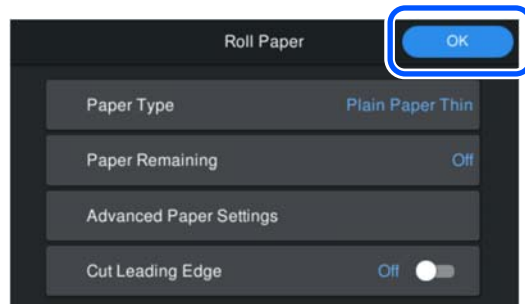 Roll Paper OK
Paper Type Plain Paper Thin
Paper Remaining Off
Advanced Paper Settings
Cut Leading Edge Off